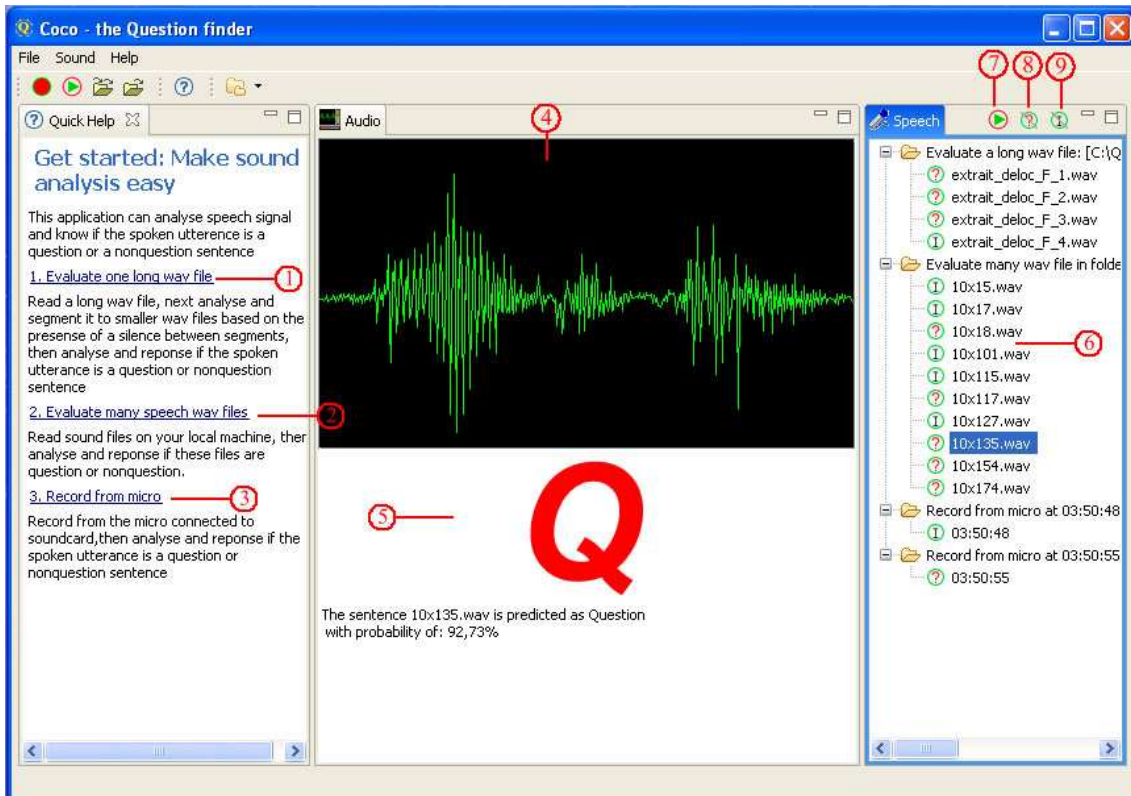 Coco - the Question finder
File Sound Help
7 8 9
Quick Help
Get started: Make sound
analysis easy
This application can analyse speech signal
and know if the spoken utterence is a
question or a nonquestion sentence
1. Evaluate one long wav file
1
Read a long wav file, next analyse and
segment it to smaller wav files based on the
presense of a silence between segments,
then analyse and reponse if the spoken
utterance is a question or nonquestion
sentence
2. Evaluate many speech wav files
2
Read sound files on your local machine, ther
analyse and reponse if these files are
question or nonquestion.
3. Record from micro
3
Record from the micro connected to
soundcard,then analyse and reponse if the
spoken utterance is a question or
nonquestion sentence
Audio
4
5
Q
The sentence 10x135.wav is predicted as Question
with probability of: 92,73%
Speech
Evaluate a long wav file: [C:\Q
? extrait_deloc_F_1.wav
? extrait_deloc_F_2.wav
? extrait_deloc_F_3.wav
I extrait_deloc_F_4.wav
Evaluate many wav file in folde
I 10x15.wav
I 10x17.wav
? 10x18.wav
6
I 10x101.wav
I 10x115.wav
? 10x117.wav
I 10x127.wav
? 10x135.wav
? 10x154.wav
? 10x174.wav
Record from micro at 03:50:48
I 03:50:48
Record from micro at 03:50:55
? 03:50:55